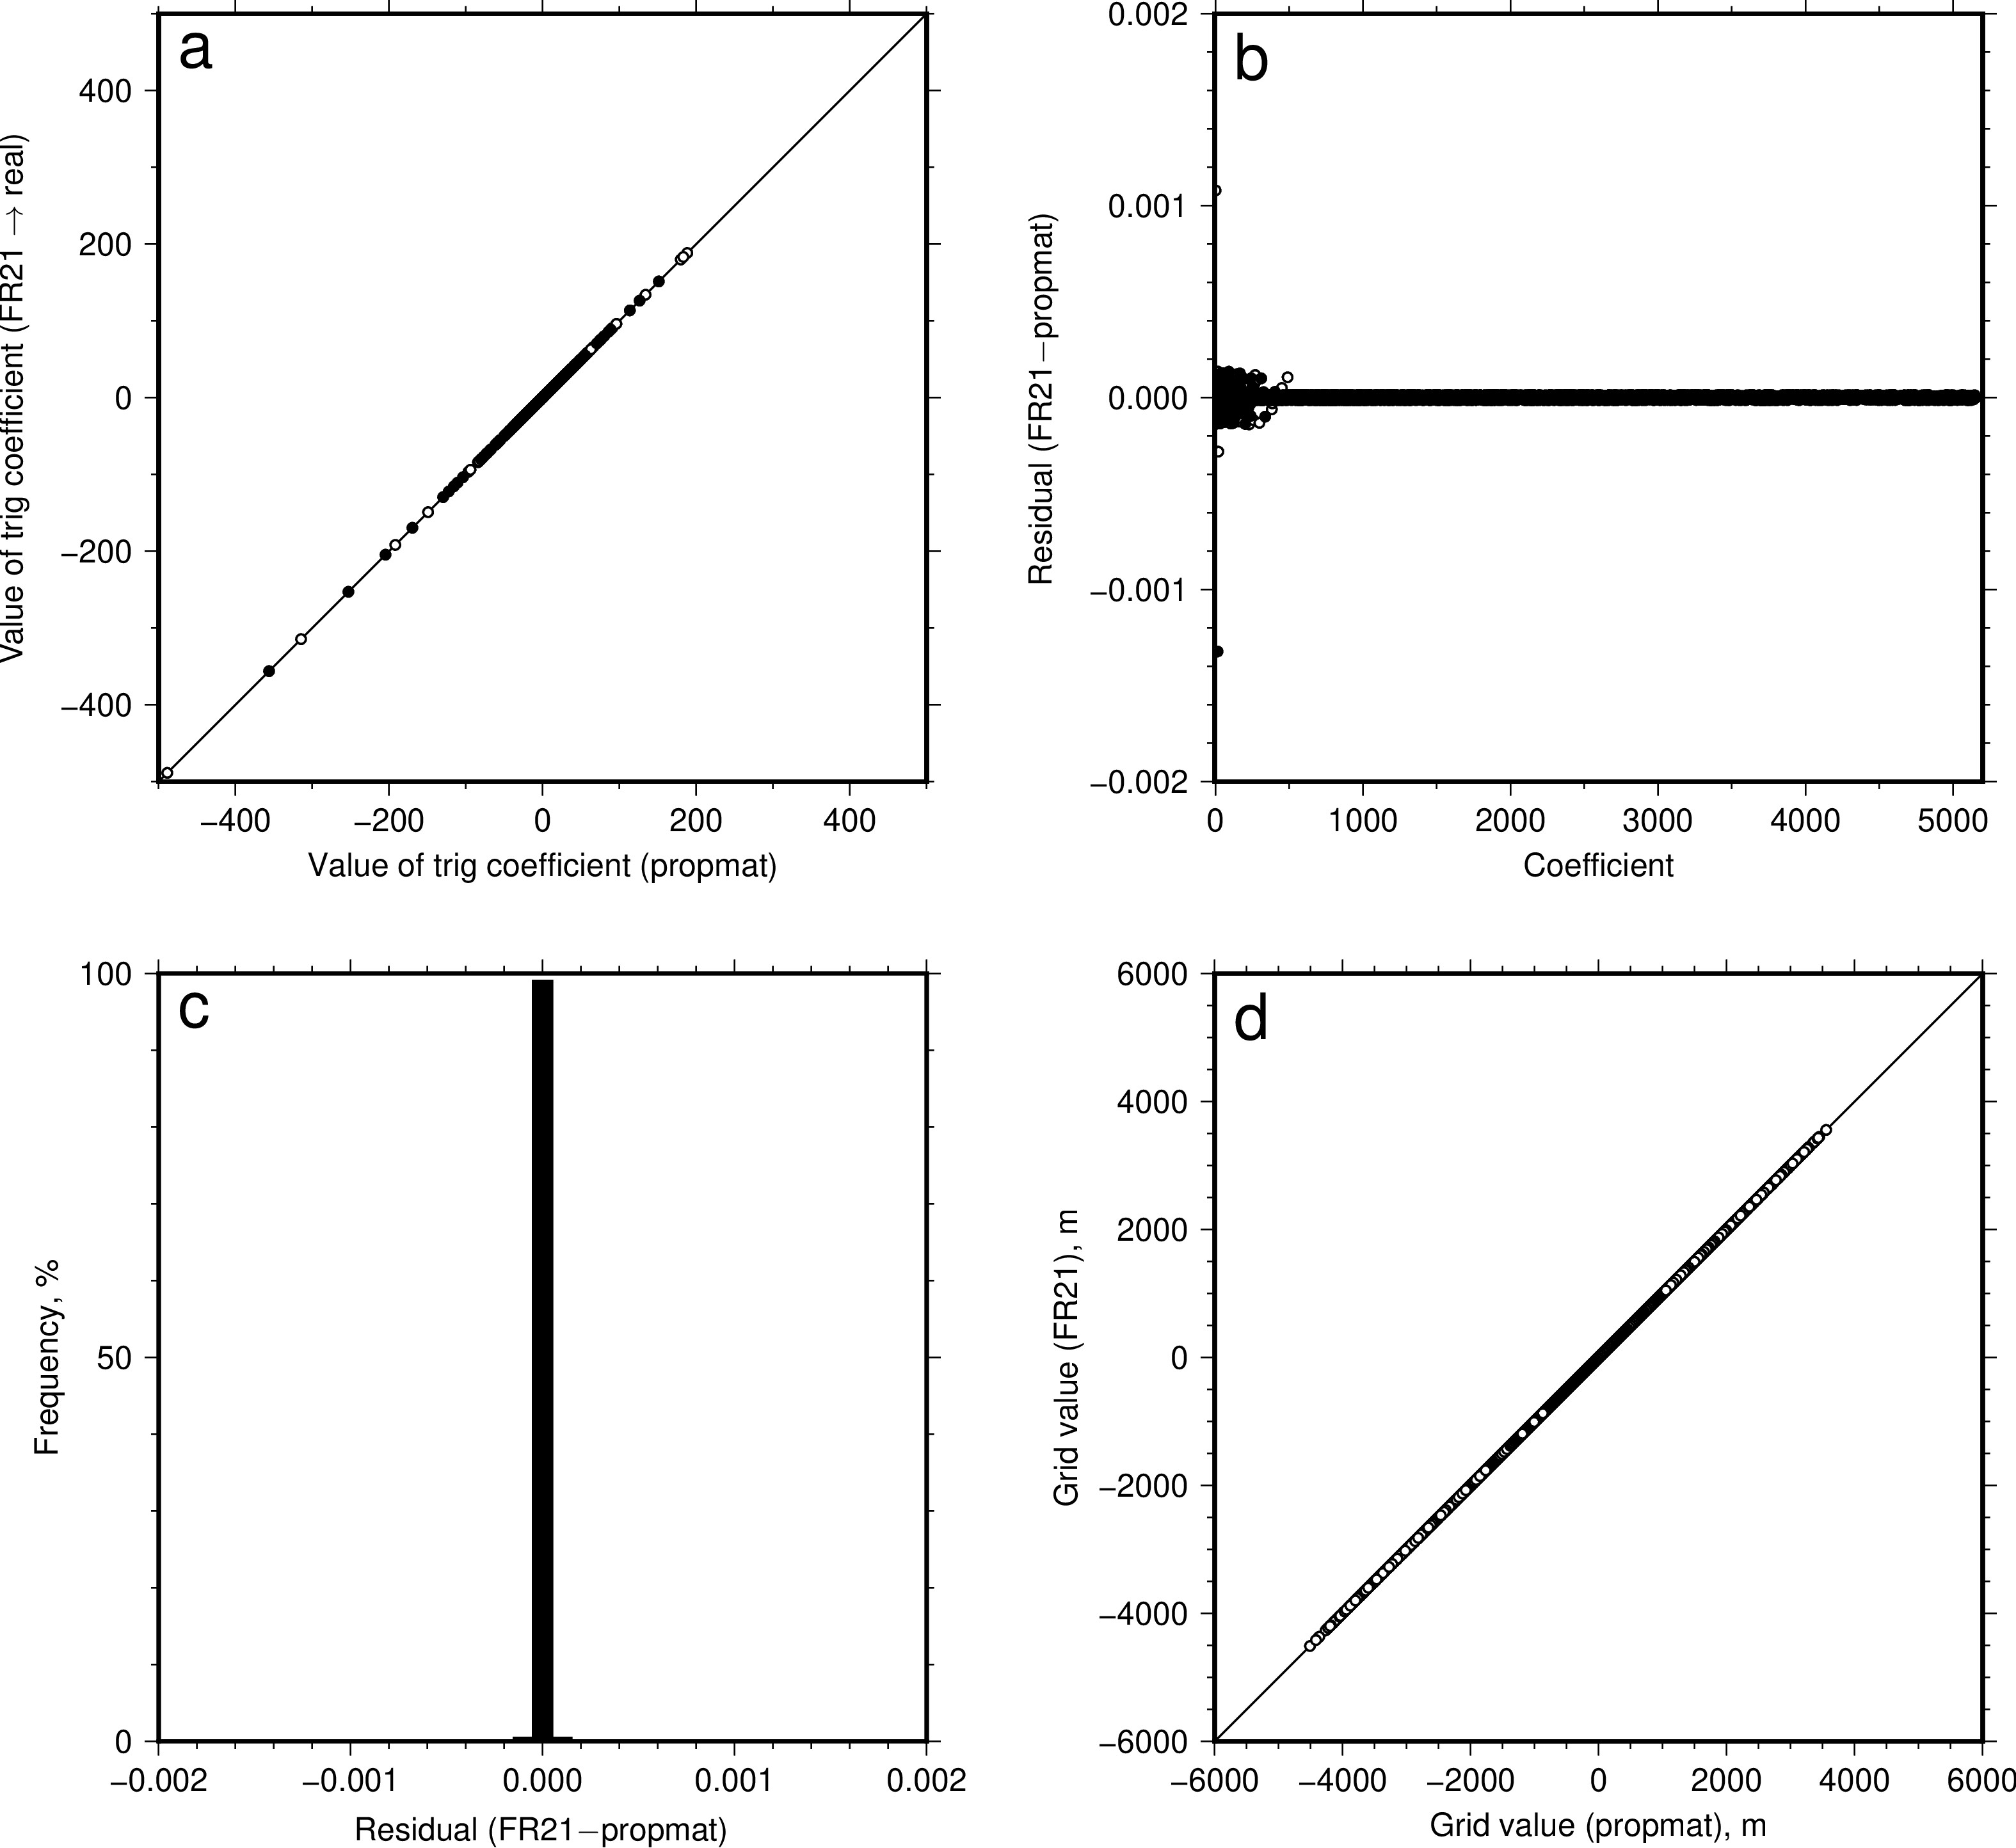 a
400
200
0
−200
−400
Value of trig coefficient (FR21 → real)
−400 −200 0 200 400
Value of trig coefficient (propmat)
b
0.002
0.001
0.000
−0.001
−0.002
Residual (FR21−propmat)
0 1000 2000 3000 4000 5000
Coefficient
c
100
50
0
Frequency, %
−0.002 −0.001 0.000 0.001 0.002
Residual (FR21−propmat)
d
6000
4000
2000
0
−2000
−4000
−6000
Grid value (FR21), m
−6000 −4000 −2000 0 2000 4000 6000
Grid value (propmat), m